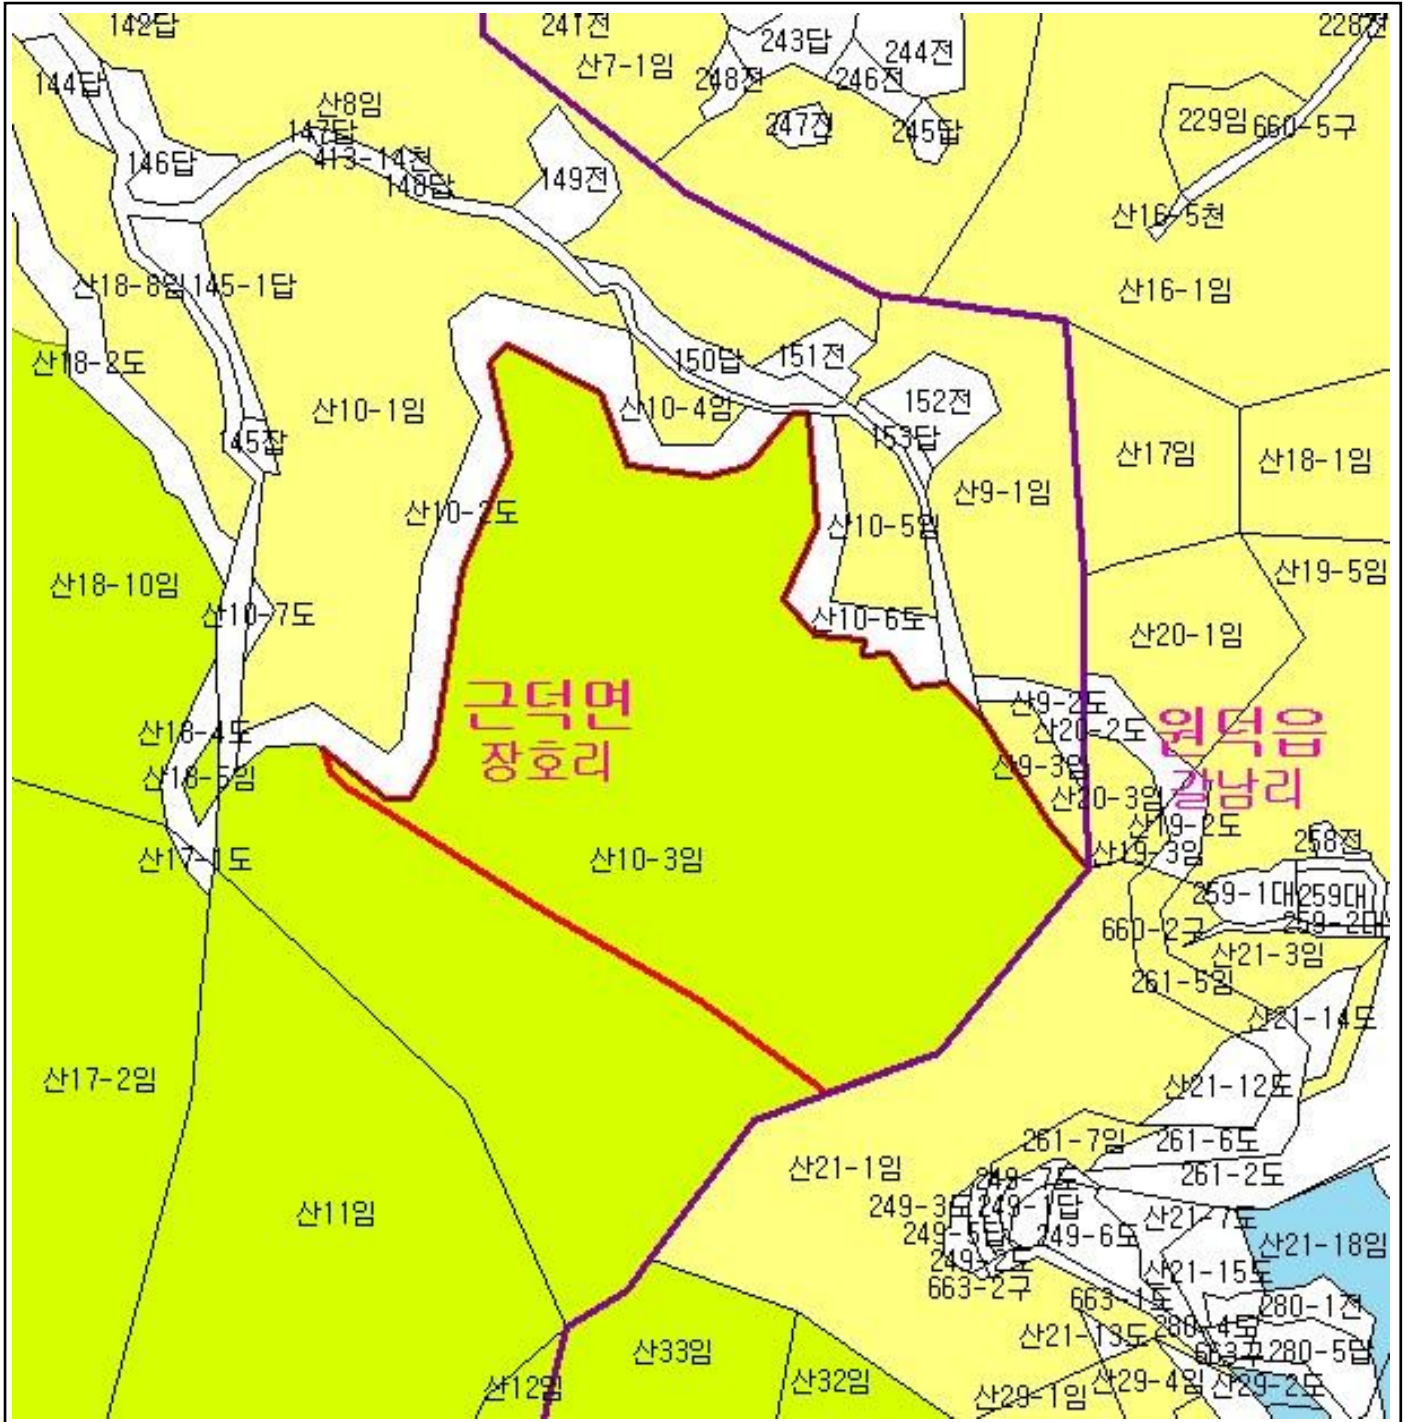 142답
241전
243답
244전
228전
산7-1임
248전
246전
144답
산8임
147답
247전
245답
229임
660-5구
413-14천
146답
148답
149전
산16-5천
산18-8임
145-1답
산16-1임
산18-2도
150답
151전
산10-1임
산10-4임
152전
153답
산17임
산18-1임
산9-1임
산10-2도
산10-5임
산18-10임
산19-5임
산10-7도
산10-6도
산20-1임
근덕면
장호리
산9-2도
산20-2도
원덕읍
갈남리
산18-4도
산18-5임
산9-3임
산20-3임
산19-2도
산19-3임
258전
산17-1도
산10-3임
259-1대
259대
259-2대
660-2구
산21-3임
261-5임
산21-14도
산17-2임
산21-12도
261-7임
261-6도
261-2도
산21-1임
249-7도
249-3도
249-1답
산11임
249-5답
249-6도
산21-7도
249-2도
산21-18임
663-2구
산21-15도
663-1도
280-1전
280-4도
산21-13도
663구
280-5답
산33임
산12임
산32임
산29-1임
산29-4임
산29-2도